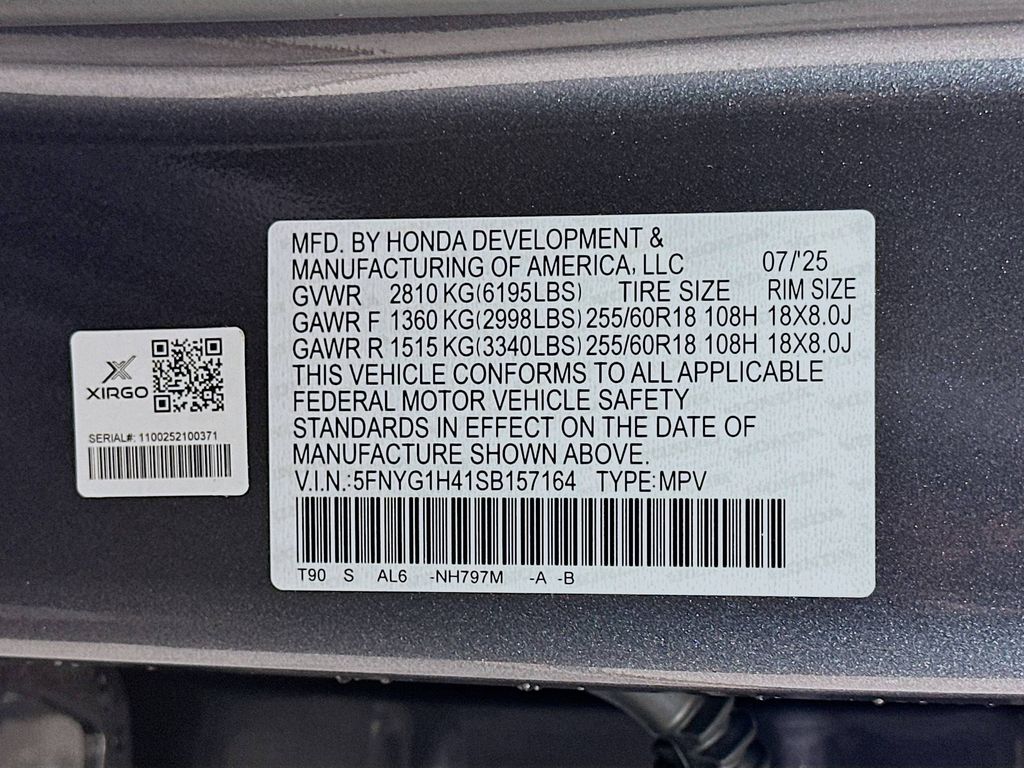 MFD. BY HONDA DEVELOPMENT &
MANUFACTURING OF AMERICA, LLC 07/'25
GVWR 2810 KG(6195LBS) TIRE SIZE RIM SIZE
GAWR F 1360 KG(2998LBS) 255/60R18 108H 18X8.0J
GAWR R 1515 KG(3340LBS) 255/60R18 108H 18X8.0J
THIS VEHICLE CONFORMS TO ALL APPLICABLE
FEDERAL MOTOR VEHICLE SAFETY
STANDARDS IN EFFECT ON THE DATE OF
MANUFACTURE SHOWN ABOVE.
V.I.N.:5FNYG1H41SB157164 TYPE:MPV
T90 S AL6 -NH797M -A -B
XIRGO
SERIAL#: 1100252100371